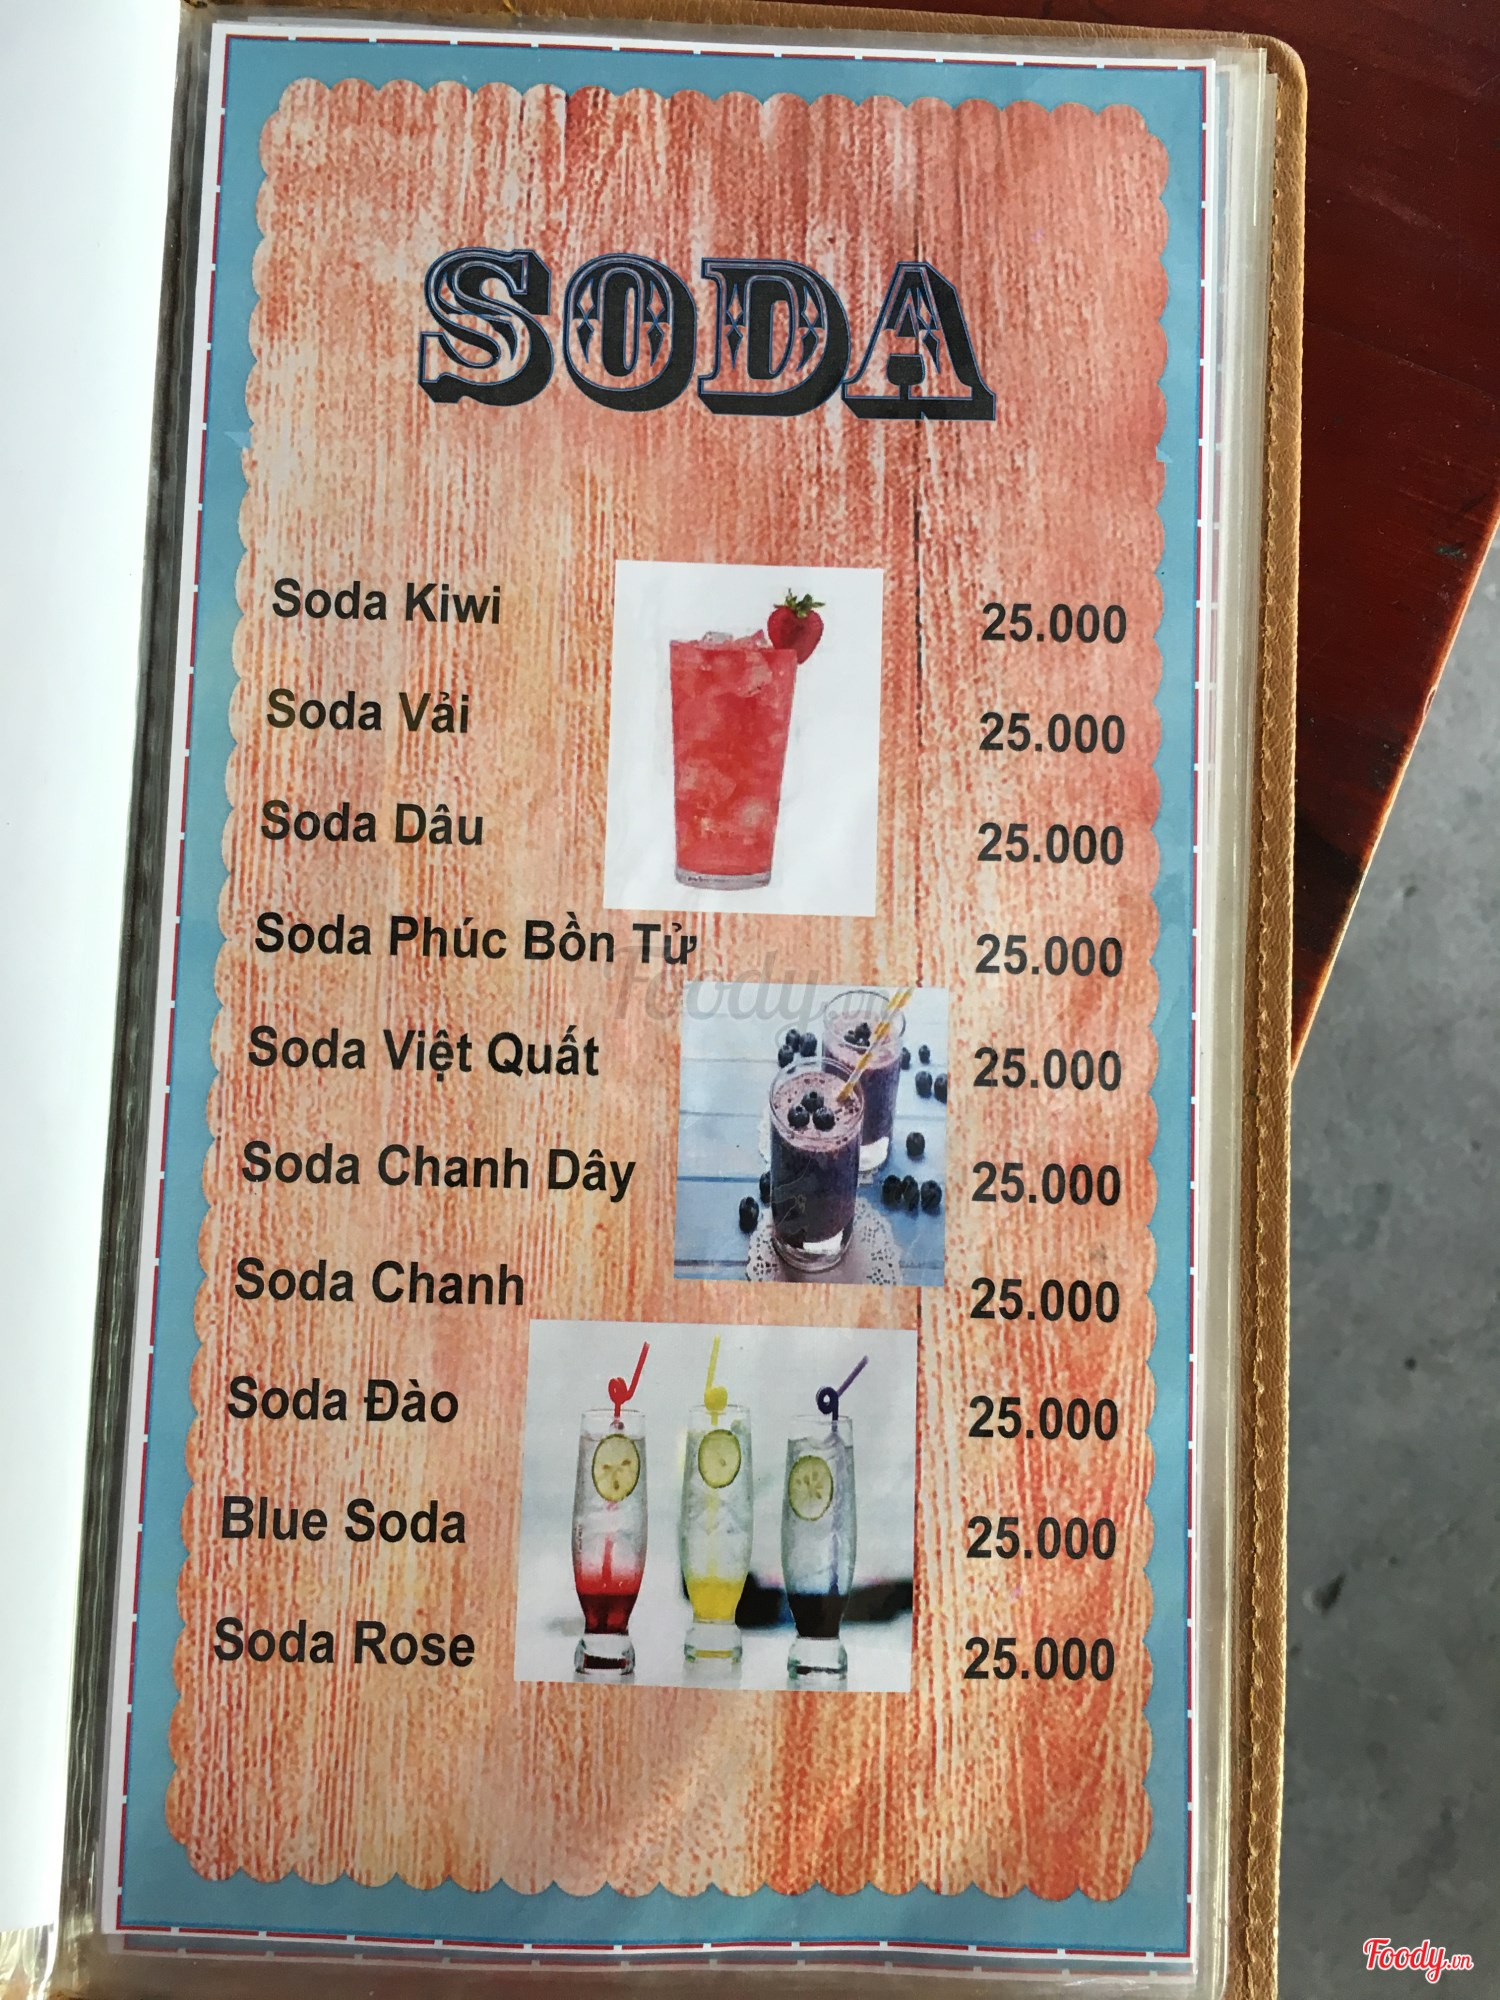 SODA
Soda Kiwi 25.000
Soda Vải 25.000
Soda Dâu 25.000
Soda Phúc Bồn Tử 25.000
Foody.vn
Soda Việt Quất 25.000
Soda Chanh Dây 25.000
Soda Chanh 25.000
Soda Đào 25.000
Blue Soda 25.000
Soda Rose 25.000
Foody.vn